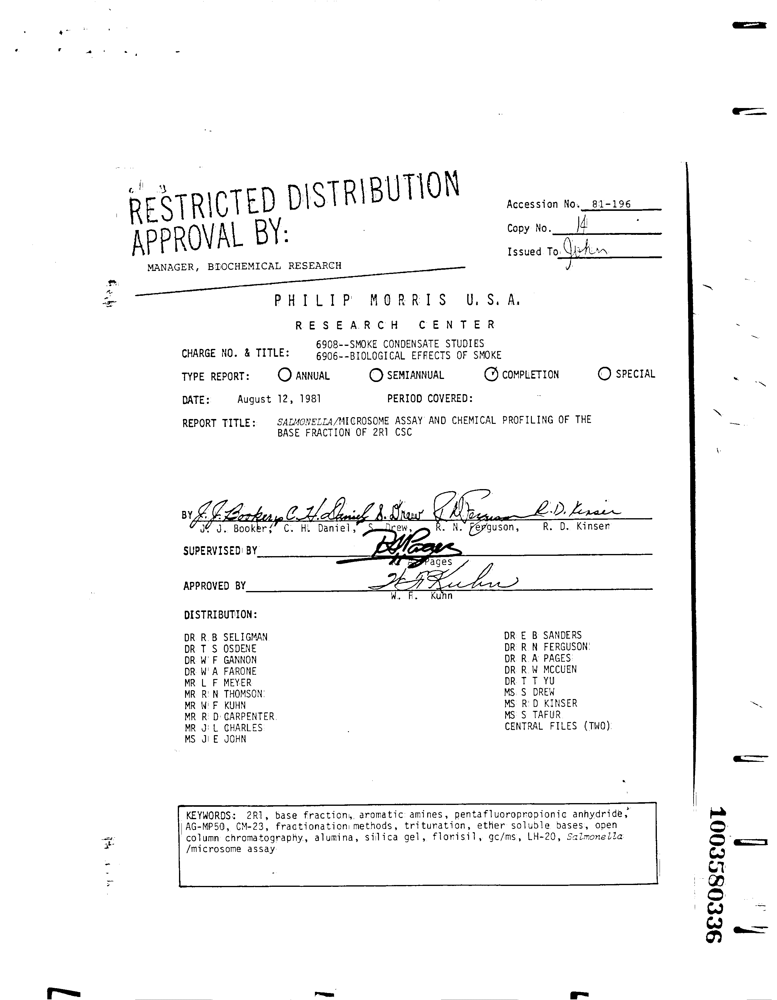 RESTRICTED DISTRIBUTION
APPROVAL BY:
MANAGER, BIOCHEMICAL RESEARCH
Accession No. 81-196
Copy No. 14
Issued To John
PHILIP MORRIS U.S.A.
RESEARCH CENTER
CHARGE NO. & TITLE: 6908--SMOKE CONDENSATE STUDIES
6906--BIOLOGICAL EFFECTS OF SMOKE
TYPE REPORT: ANNUAL SEMIANNUAL COMPLETION SPECIAL
DATE: August 12, 1981 PERIOD COVERED:
REPORT TITLE: SALMONELLA/MICROSOME ASSAY AND CHEMICAL PROFILING OF THE
BASE FRACTION OF 2R1 CSC
BY J. J. Booker, C. H. Daniel S. Drew R. N. Ferguson R. D. Kinser
J. J. Booker, C. H. Daniel, S. Drew, R. N. Ferguson, R. D. Kinser
SUPERVISED BY RA Pages
Pages
APPROVED BY W F Kuhn
W. F. Kuhn
DISTRIBUTION:
DR R B SELIGMAN
DR T S OSDENE
DR W F GANNON
DR W A FARONE
MR L F MEYER
MR R N THOMSON
MR W F KUHN
MR R D CARPENTER
MR J L CHARLES
MS J E JOHN
DR E B SANDERS
DR R N FERGUSON
DR R A PAGES
DR R W MCCUEN
DR T T YU
MS S DREW
MS R D KINSER
MS S TAFUR
CENTRAL FILES (TWO)
KEYWORDS: 2R1, base fraction, aromatic amines, pentafluoropropionic anhydride,
AG-MP50, CM-23, fractionation methods, trituration, ether soluble bases, open
column chromatography, alumina, silica gel, florisil, gc/ms, LH-20, Salmonella
/microsome assay
1003580336